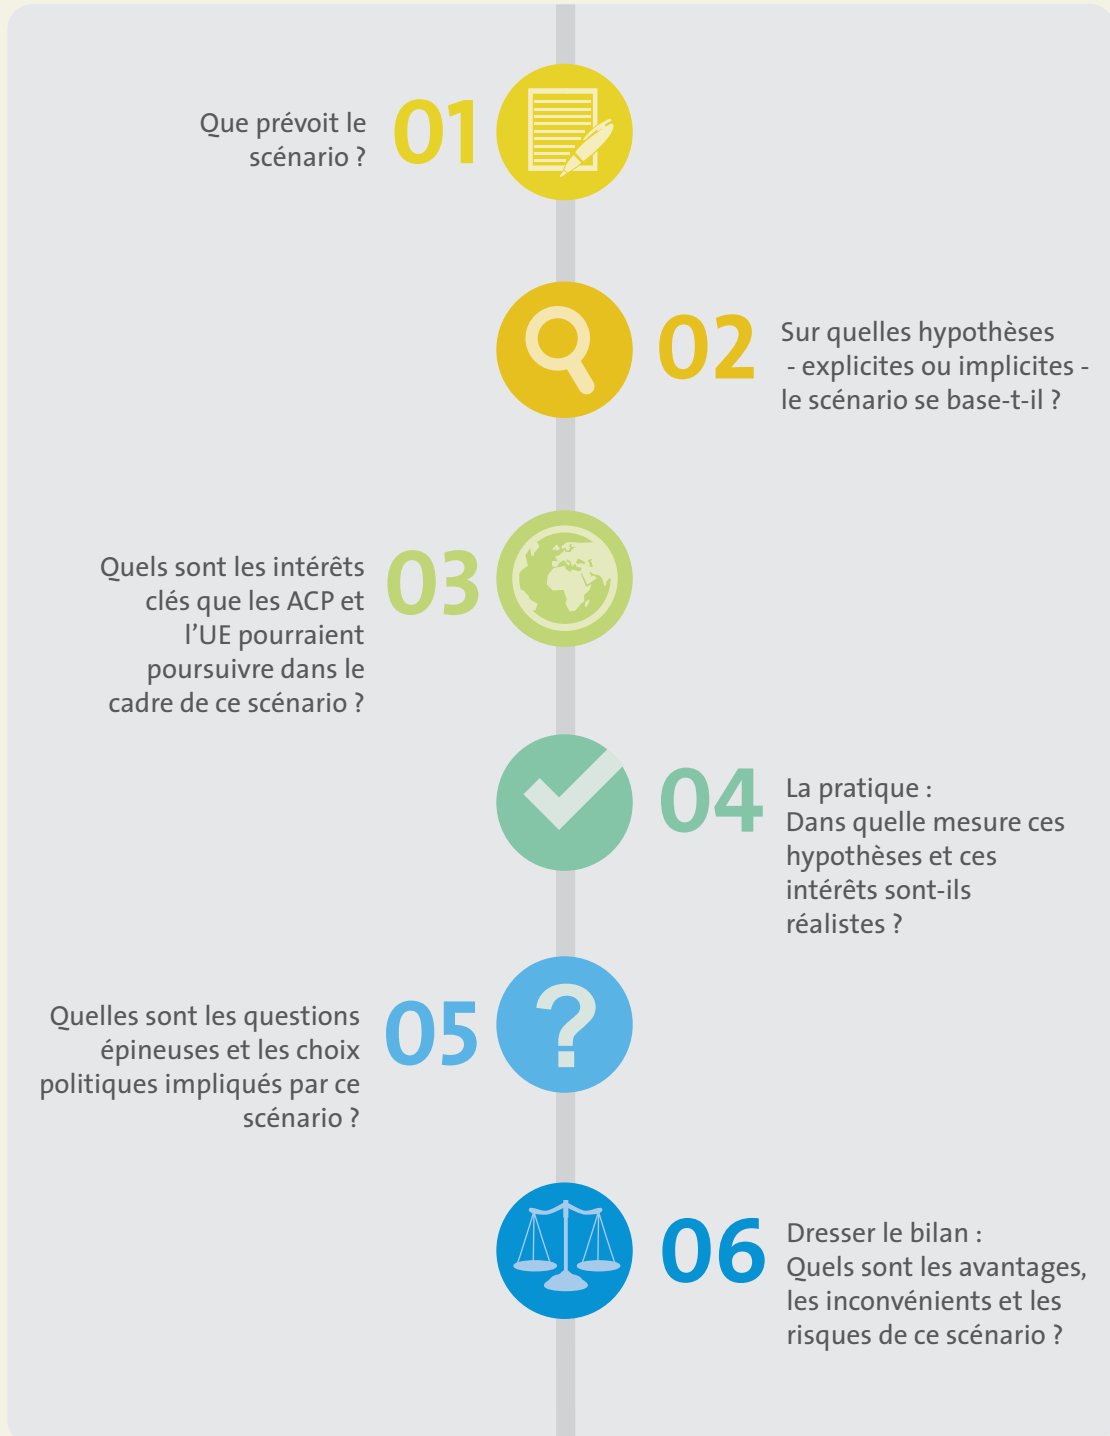 Que prévoit le
scénario ?
01
02
Sur quelles hypothèses
- explicites ou implicites -
le scénario se base-t-il ?
Quels sont les intérêts
clés que les ACP et
l’UE pourraient
poursuivre dans le
cadre de ce scénario ?
03
04
La pratique :
Dans quelle mesure ces
hypothèses et ces
intérêts sont-ils
réalistes ?
Quelles sont les questions
épineuses et les choix
politiques impliqués par ce
scénario ?
05
?
06
Dresser le bilan :
Quels sont les avantages,
les inconvénients et les
risques de ce scénario ?